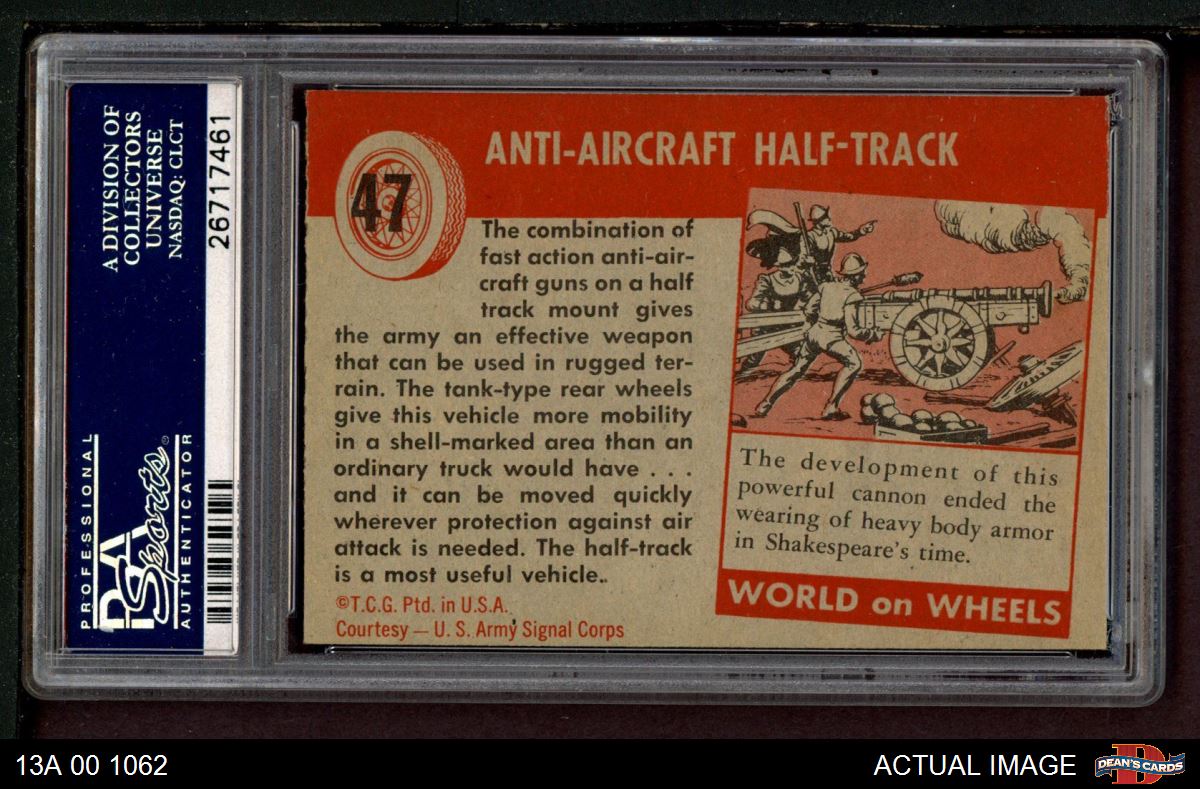 A DIVISION OF
COLLECTORS
UNIVERSE
NASDAQ: CLCT
26717461
PROFESSIONAL
PSA
Sports®
AUTHENTICATOR
47
ANTI-AIRCRAFT HALF-TRACK
The combination of
fast action anti-air-
craft guns on a half
track mount gives
the army an effective weapon
that can be used in rugged ter-
rain. The tank-type rear wheels
give this vehicle more mobility
in a shell-marked area than an
ordinary truck would have . . .
and it can be moved quickly
wherever protection against air
attack is needed. The half-track
is a most useful vehicle.
©T.C.G. Ptd. in U.S.A.
Courtesy — U. S. Army Signal Corps
The development of this
powerful cannon ended the
wearing of heavy body armor
in Shakespeare's time.
WORLD on WHEELS
13A 00 1062
ACTUAL IMAGE
D
DEAN'S CARDS